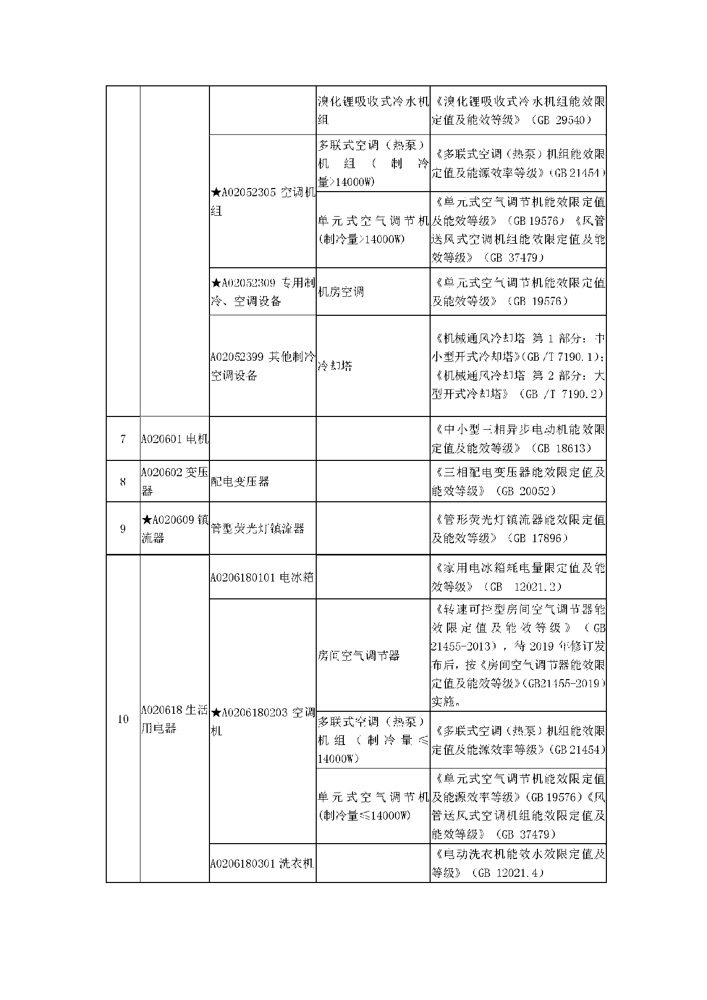 溴化锂吸收式冷水机
组
《溴化锂吸收式冷水机组能效限
定值及能效等级》（GB 29540）
★A02052305 空调机
组
多联式空调（热泵）
机组（制冷
量>14000W)
《多联式空调（热泵）机组能效限
定值及能源效率等级》（GB 21454）
单元式空气调节机
(制冷量>14000W)
《单元式空气调节机能效限定值
及能效等级》（GB 19576）《风管
送风式空调机组能效限定值及能
效等级》（GB 37479）
★A02052309 专用制
冷、空调设备
机房空调
《单元式空气调节机能效限定值
及能效等级》（GB 19576）
A02052399 其他制冷
空调设备
冷却塔
《机械通风冷却塔 第 1 部分：中
小型开式冷却塔》（GB /T 7190.1）；
《机械通风冷却塔 第 2 部分：大
型开式冷却塔》（GB /T 7190.2）
7
A020601 电机
《中小型三相异步电动机能效限
定值及能效等级》（GB 18613）
8
A020602 变压
器
配电变压器
《三相配电变压器能效限定值及
能效等级》（GB 20052）
9
★A020609 镇
流器
管型荧光灯镇流器
《管形荧光灯镇流器能效限定值
及能效等级》（GB 17896）
10
A020618 生活
用电器
A0206180101 电冰箱
《家用电冰箱耗电量限定值及能
效等级》（GB 12021.2）
★A0206180203 空调
机
房间空气调节器
《转速可控型房间空气调节器能
效限定值及能效等级》（GB
21455-2013），待 2019 年修订发
布后，按《房间空气调节器能效限
定值及能效等级》（GB21455-2019）
实施。
多联式空调（热泵）
机组（制冷量≤
14000W）
《多联式空调（热泵）机组能效限
定值及能源效率等级》（GB 21454）
单元式空气调节机
(制冷量≤14000W)
《单元式空气调节机能效限定值
及能源效率等级》（GB 19576）《风
管送风式空调机组能效限定值及
能效等级》（GB 37479）
A0206180301 洗衣机
《电动洗衣机能效水效限定值及
等级》（GB 12021.4）